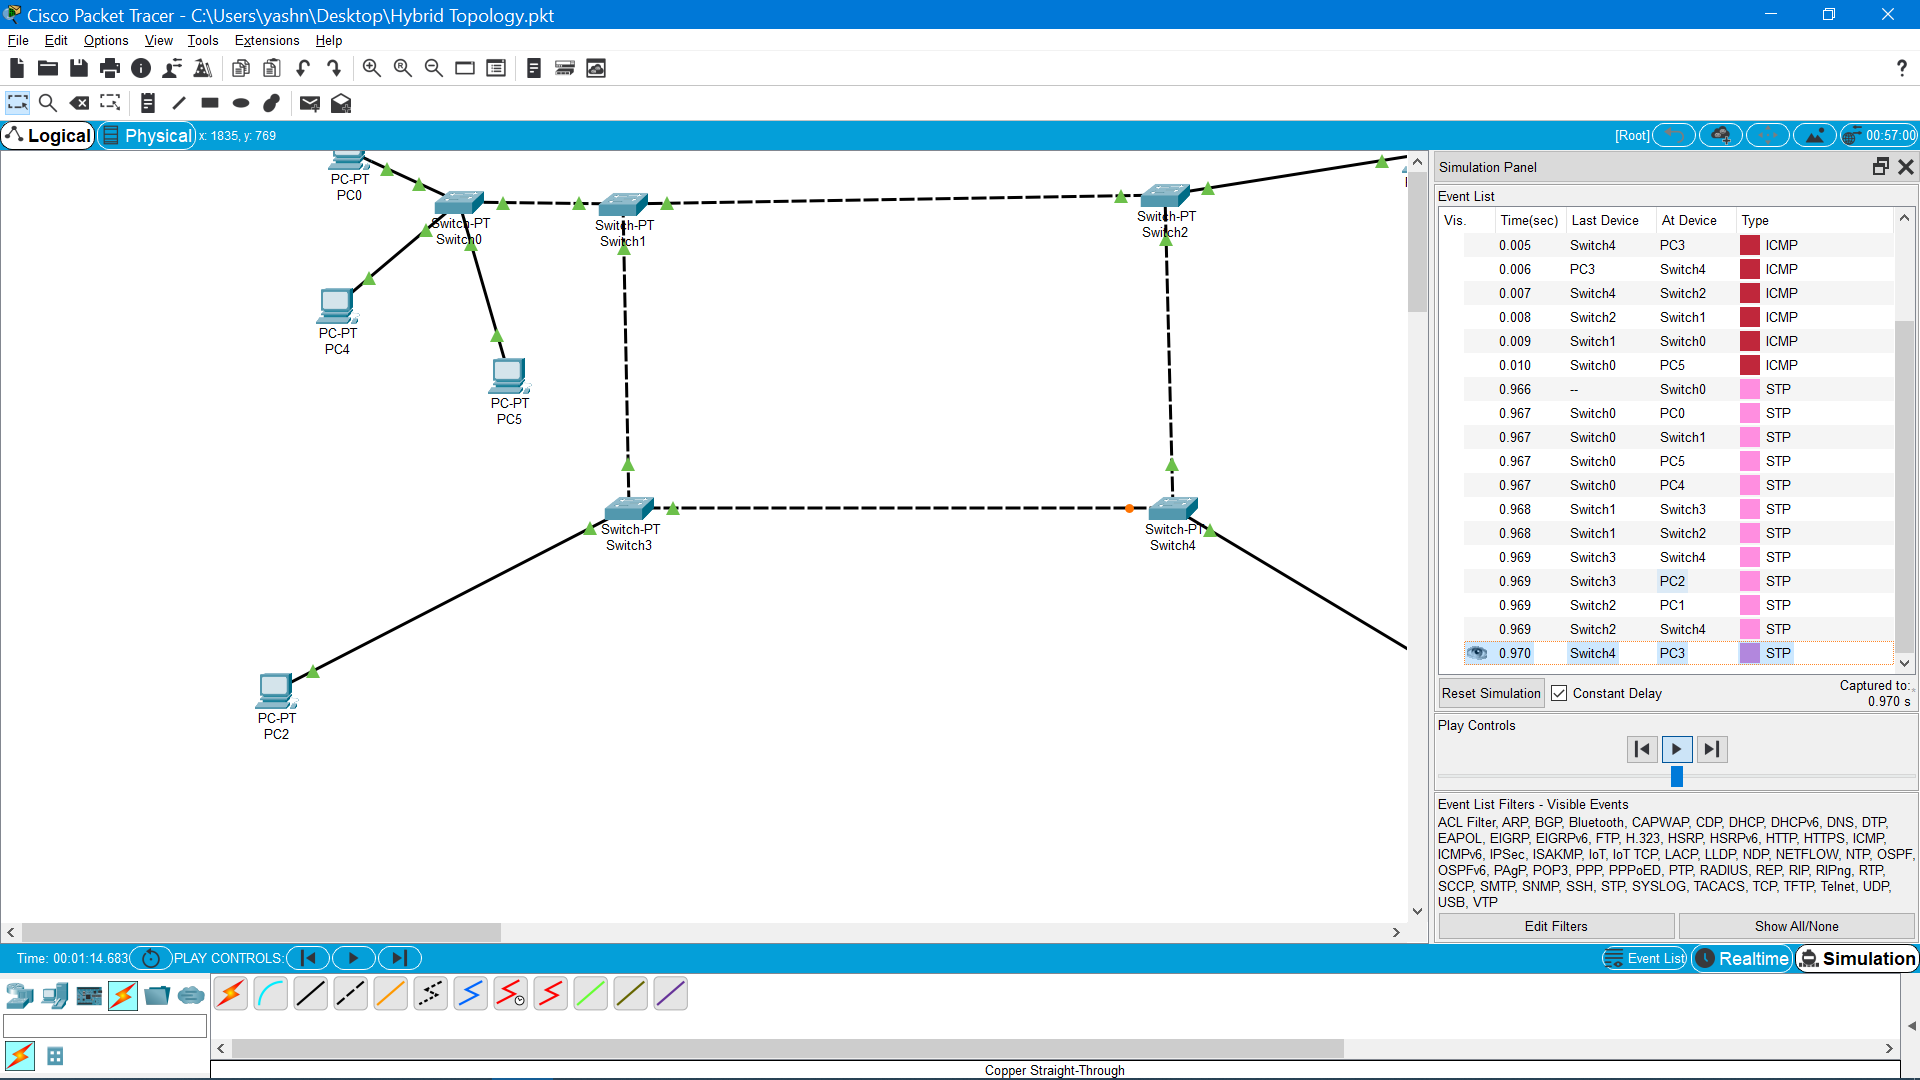 Cisco Packet Tracer - C:\Users\yashn\Desktop\Hybrid Topology.pkt
File Edit Options View Tools Extensions Help
Logical Physical x: 1835, y: 769 [Root] 00:57:00
PC-PT
PC0
Switch-PT
Switch0
Switch-PT
Switch1
Switch-PT
Switch2
PC-PT
PC4
PC-PT
PC5
Switch-PT
Switch3
Switch-PT
Switch4
PC-PT
PC2
Simulation Panel
Event List
Vis. Time(sec) Last Device At Device Type
0.005 Switch4 PC3 ICMP
0.006 PC3 Switch4 ICMP
0.007 Switch4 Switch2 ICMP
0.008 Switch2 Switch1 ICMP
0.009 Switch1 Switch0 ICMP
0.010 Switch0 PC5 ICMP
0.966 -- Switch0 STP
0.967 Switch0 PC0 STP
0.967 Switch0 Switch1 STP
0.967 Switch0 PC5 STP
0.967 Switch0 PC4 STP
0.968 Switch1 Switch3 STP
0.968 Switch1 Switch2 STP
0.969 Switch3 Switch4 STP
0.969 Switch3 PC2 STP
0.969 Switch2 PC1 STP
0.969 Switch2 Switch4 STP
0.970 Switch4 PC3 STP
Reset Simulation Constant Delay Captured to:
0.970 s
Play Controls
Event List Filters - Visible Events
ACL Filter, ARP, BGP, Bluetooth, CAPWAP, CDP, DHCP, DHCPv6, DNS, DTP,
EAPOL, EIGRP, EIGRPv6, FTP, H.323, HSRP, HSRPv6, HTTP, HTTPS, ICMP,
ICMPv6, IPSec, ISAKMP, IoT, IoT TCP, LACP, LLDP, NDP, NETFLOW, NTP, OSPF,
OSPFv6, PAgP, POP3, PPP, PPPoED, PTP, RADIUS, REP, RIP, RIPng, RTP,
SCCP, SMTP, SNMP, SSH, STP, SYSLOG, TACACS, TCP, TFTP, Telnet, UDP,
USB, VTP
Edit Filters Show All/None
Time: 00:01:14.683 PLAY CONTROLS: Event List Realtime Simulation
Copper Straight-Through